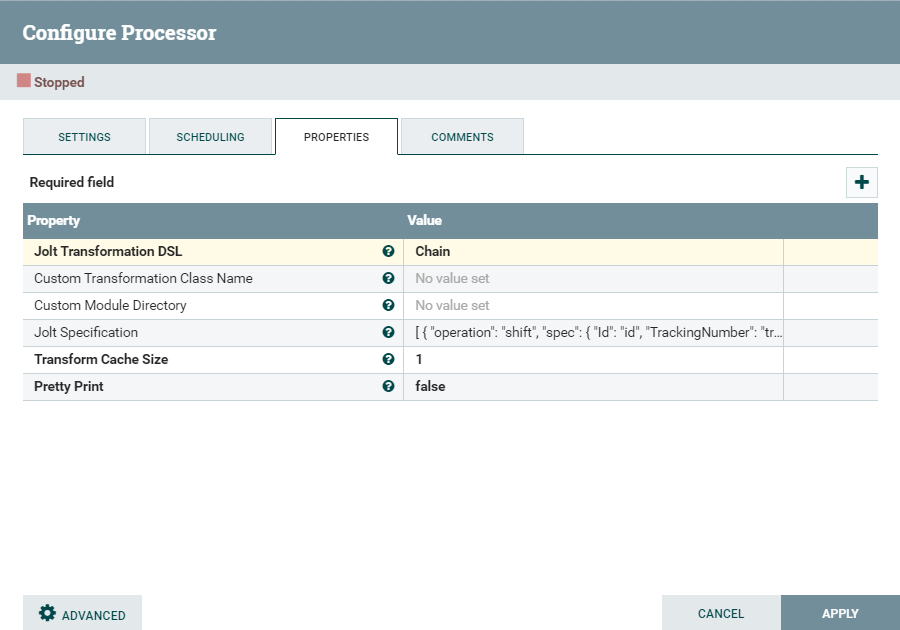 Configure Processor
Stopped
SETTINGS SCHEDULING PROPERTIES COMMENTS
Required field
Property Value
Jolt Transformation DSL Chain
Custom Transformation Class Name No value set
Custom Module Directory No value set
Jolt Specification [ { "operation": "shift", "spec": { "Id": "id", "TrackingNumber": "tr...
Transform Cache Size 1
Pretty Print false
ADVANCED CANCEL APPLY